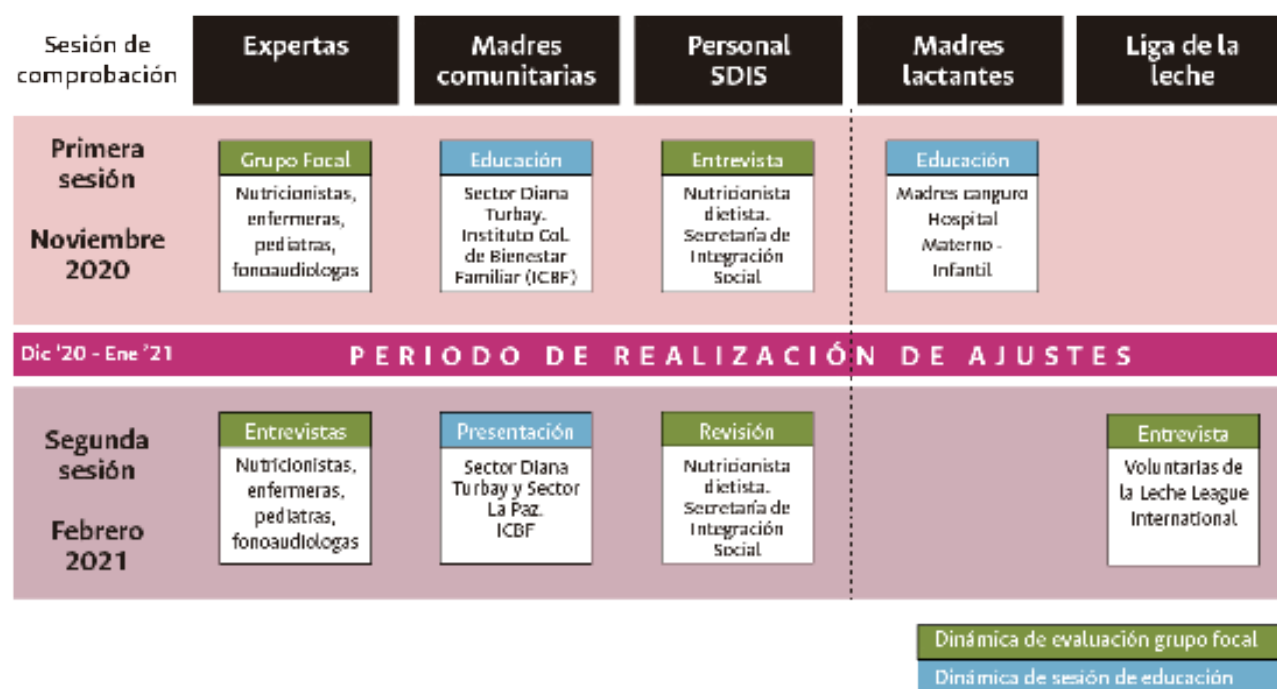 Sesión de
comprobación
Expertas
Madres
comunitarias
Personal
SDIS
Madres
lactantes
Liga de la
leche
Primera
sesión
Noviembre
2020
Grupo Focal
Nutricionistas,
enfermeras,
pediatras,
fonoaudiologas
Educación
Sector Diana
Turbay.
Instituto Col.
de Bienestar
Familiar (ICBF)
Entrevista
Nutricionista
dietista.
Secretaría de
Integración
Social
Educación
Madres canguro
Hospital
Materno -
Infantil
Dic '20 - Ene '21
PERIODO DE REALIZACIÓN DE AJUSTES
Segunda
sesión
Febrero
2021
Entrevistas
Nutricionistas,
enfermeras,
pediatras,
fonoaudiologas
Presentación
Sector Diana
Turbay y Sector
La Paz.
ICBF
Revisión
Nutricionista
dietista.
Secretaría de
Integración
Social
Entrevista
Voluntarias de
la Leche League
International
Dinámica de evaluación grupo focal
Dinámica de sesión de educación